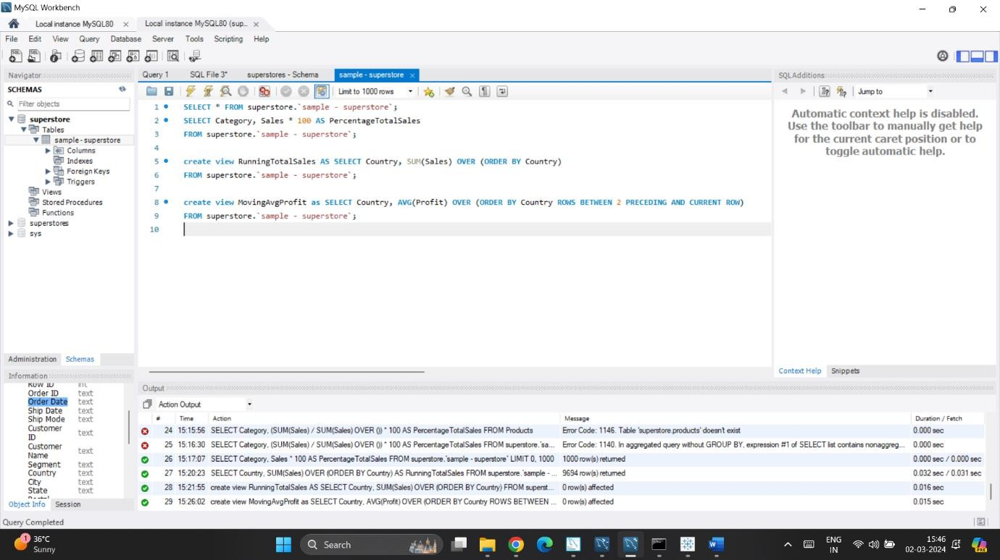 MySQL Workbench
Local instance MySQL80
Local instance MySQL80 (sup...
File Edit View Query Database Server Tools Scripting Help
Navigator
SCHEMAS
Filter objects
superstore
Tables
sample - superstore
Columns
Indexes
Foreign Keys
Triggers
Views
Stored Procedures
Functions
superstores
sys
Administration Schemas
Information
Row ID int
Order ID text
Order Date text
Ship Date text
Ship Mode text
Customer
ID text
Customer
Name text
Segment text
Country text
City text
State text
Object Info Session
Query 1 SQL File 3* superstores - Schema sample - superstore
Limit to 1000 rows
1 SELECT * FROM superstore.`sample - superstore`;
2 SELECT Category, Sales * 100 AS PercentageTotalSales
3 FROM superstore.`sample - superstore`;
4
5 create view RunningTotalSales AS SELECT Country, SUM(Sales) OVER (ORDER BY Country)
6 FROM superstore.`sample - superstore`;
7
8 create view MovingAvgProfit as SELECT Country, AVG(Profit) OVER (ORDER BY Country ROWS BETWEEN 2 PRECEDING AND CURRENT ROW)
9 FROM superstore.`sample - superstore`;
10
SQLAdditions
Jump to
Automatic context help is disabled.
Use the toolbar to manually get help
for the current caret position or to
toggle automatic help.
Context Help Snippets
Output
Action Output
# Time Action Message Duration / Fetch
24 15:15:56 SELECT Category, (SUM(Sales) / SUM(Sales) OVER ()) * 100 AS PercentageTotalSales FROM Products Error Code: 1146. Table 'superstore.products' doesn't exist 0.000 sec
25 15:16:30 SELECT Category, (SUM(Sales) / SUM(Sales) OVER ()) * 100 AS PercentageTotalSales FROM superstore.`sa... Error Code: 1140. In aggregated query without GROUP BY, expression #1 of SELECT list contains nonaggreg... 0.000 sec
26 15:17:07 SELECT Category, Sales * 100 AS PercentageTotalSales FROM superstore.`sample - superstore` LIMIT 0, 1000 1000 row(s) returned 0.000 sec / 0.000 sec
27 15:20:23 SELECT Country, SUM(Sales) OVER (ORDER BY Country) AS RunningTotalSales FROM superstore.`sample - ... 9694 row(s) returned 0.032 sec / 0.031 sec
28 15:21:55 create view RunningTotalSales AS SELECT Country, SUM(Sales) OVER (ORDER BY Country) FROM superst... 0 row(s) affected 0.016 sec
29 15:26:02 create view MovingAvgProfit as SELECT Country, AVG(Profit) OVER (ORDER BY Country ROWS BETWEEN ... 0 row(s) affected 0.015 sec
Query Completed
1
36°C
Sunny
Search
ENG
IN
15:46
02-03-2024
PRE